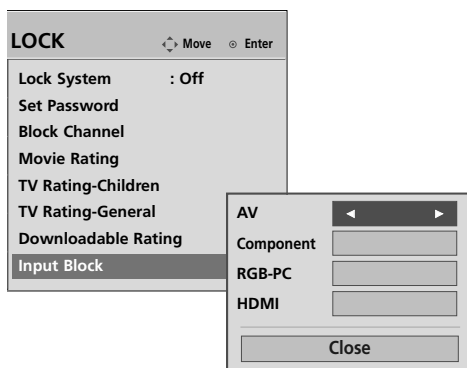 LOCK Move Enter
Lock System : Off
Set Password
Block Channel
Movie Rating
TV Rating-Children
TV Rating-General
Downloadable Rating
Input Block
AV
Component
RGB-PC
HDMI
Close